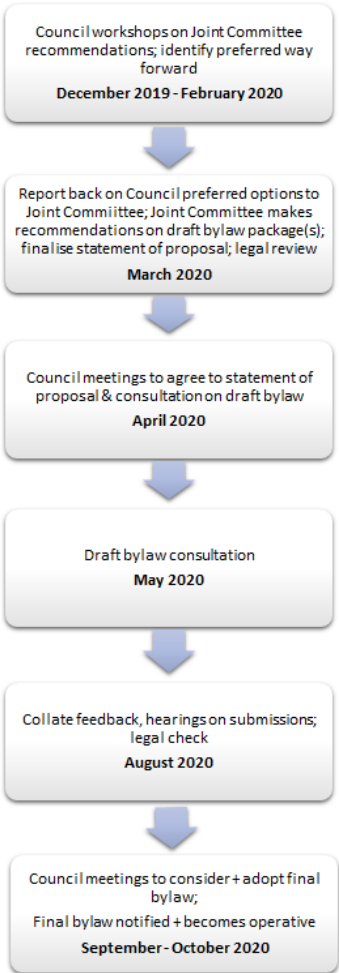 Council workshops on Joint Committee
recommendations; identify preferred way
forward
December 2019 - February 2020
Report back on Council preferred options to
Joint Commiittee; Joint Committee makes
recommendations on draft bylaw package(s);
finalise statement of proposal; legal review
March 2020
Council meetings to agree to statement of
proposal & consultation on draft bylaw
April 2020
Draft bylaw consultation
May 2020
Collate feedback, hearings on submissions;
legal check
August 2020
Council meetings to consider + adopt final
bylaw;
Final bylaw notified + becomes operative
September - October 2020